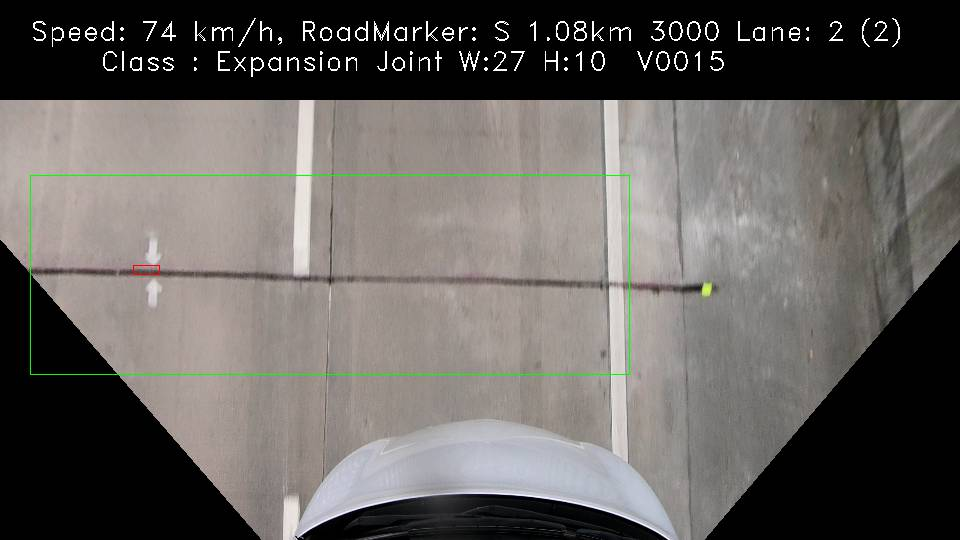 Speed: 74 km/h, RoadMarker: S 1.08km 3000 Lane: 2 (2)
Class : Expansion Joint W:27 H:10 V0015